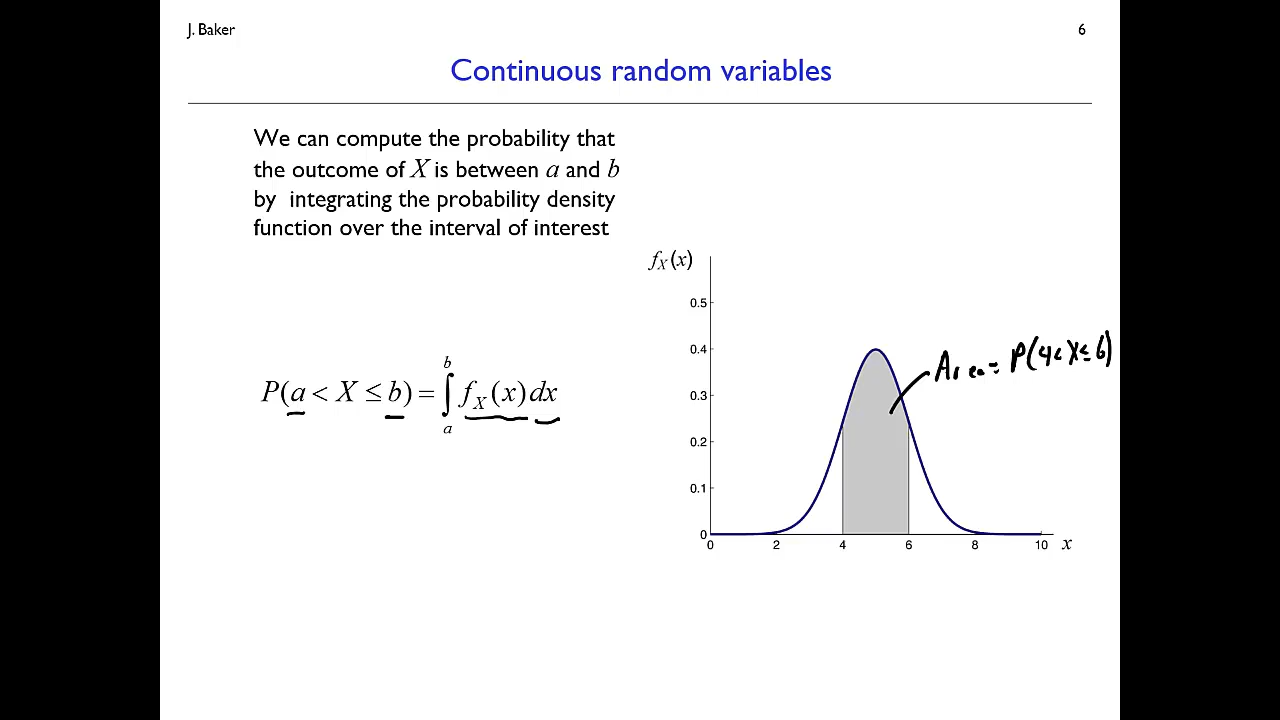 J. Baker
6
Continuous random variables
We can compute the probability that
the outcome of X is between a and b
by integrating the probability density
function over the interval of interest
P(a < X ≤ b) = ∫ₐᵇ f_X(x) dx
f_X(x)
0.5
0.4
0.3
0.2
0.1
0
0 2 4 6 8 10 x
Area = P(4 < X ≤ 6)